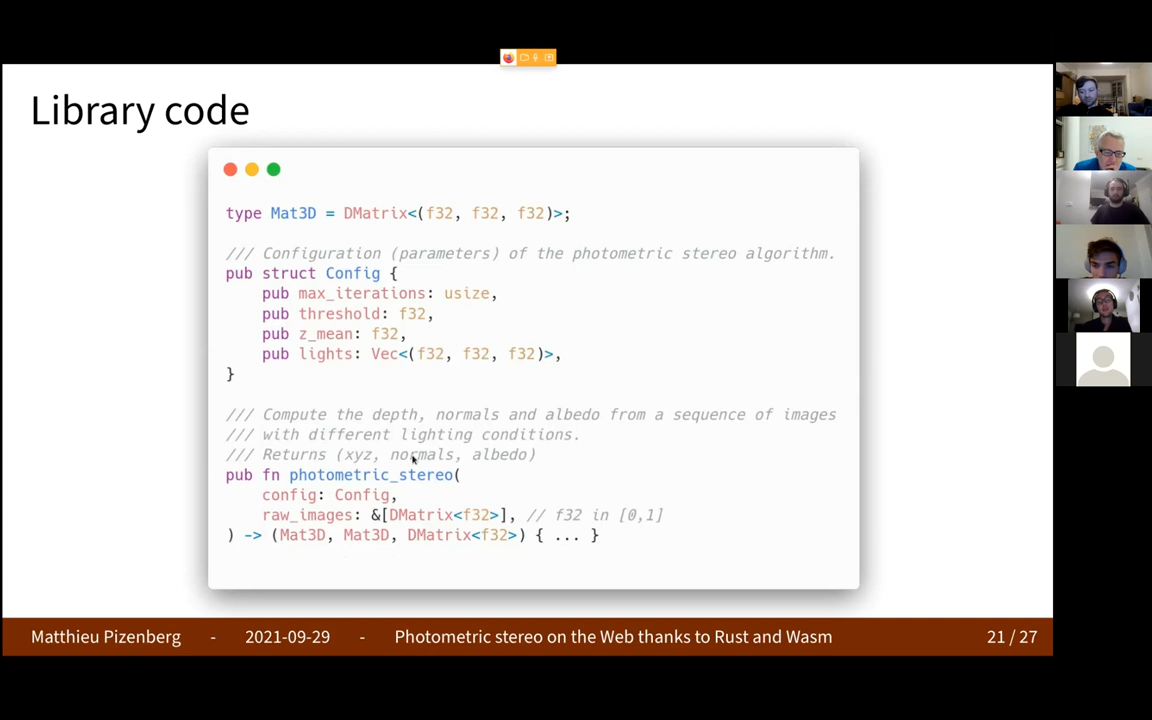 Library code
type Mat3D = DMatrix<(f32, f32, f32)>;
/// Configuration (parameters) of the photometric stereo algorithm.
pub struct Config {
pub max_iterations: usize,
pub threshold: f32,
pub z_mean: f32,
pub lights: Vec<(f32, f32, f32)>,
}
/// Compute the depth, normals and albedo from a sequence of images
/// with different lighting conditions.
/// Returns (xyz, normals, albedo)
pub fn photometric_stereo(
config: Config,
raw_images: &[DMatrix<f32>], // f32 in [0,1]
) -> (Mat3D, Mat3D, DMatrix<f32>) { ... }
Matthieu Pizenberg - 2021-09-29 - Photometric stereo on the Web thanks to Rust and Wasm 21 / 27